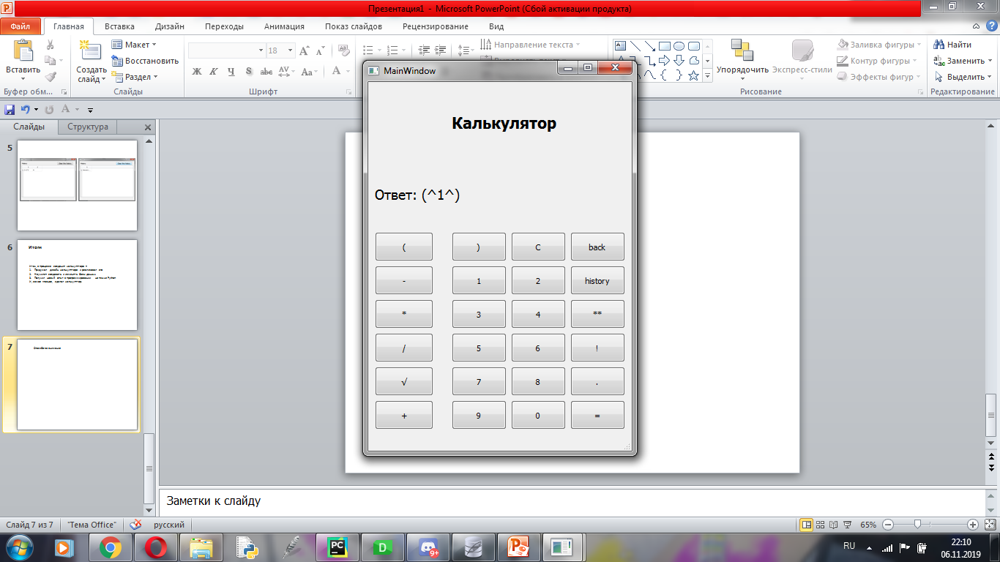 Презентация1 - Microsoft PowerPoint (Сбой активации продукта)
Файл Главная Вставка Дизайн Переходы Анимация Показ слайдов Рецензирование Вид
Вставить
Создать слайд
Макет
Восстановить
Раздел
18
Ж К Ч S abc AV Aa A
Направление текста
Упорядочить
Экспресс-стили
Заливка фигуры
Контур фигуры
Эффекты фигур
Найти
Заменить
Выделить
Буфер обм... Слайды Шрифт Рисование Редактирование
Слайды Структура
5
6
Итоги
7
MainWindow
Калькулятор
Ответ: (^1^)
( ) C back
- 1 2 history
* 3 4 **
/ 5 6 !
√ 7 8 .
+ 9 0 =
Заметки к слайду
Слайд 7 из 7 "Тема Office" русский 65%
RU 22:10
06.11.2019